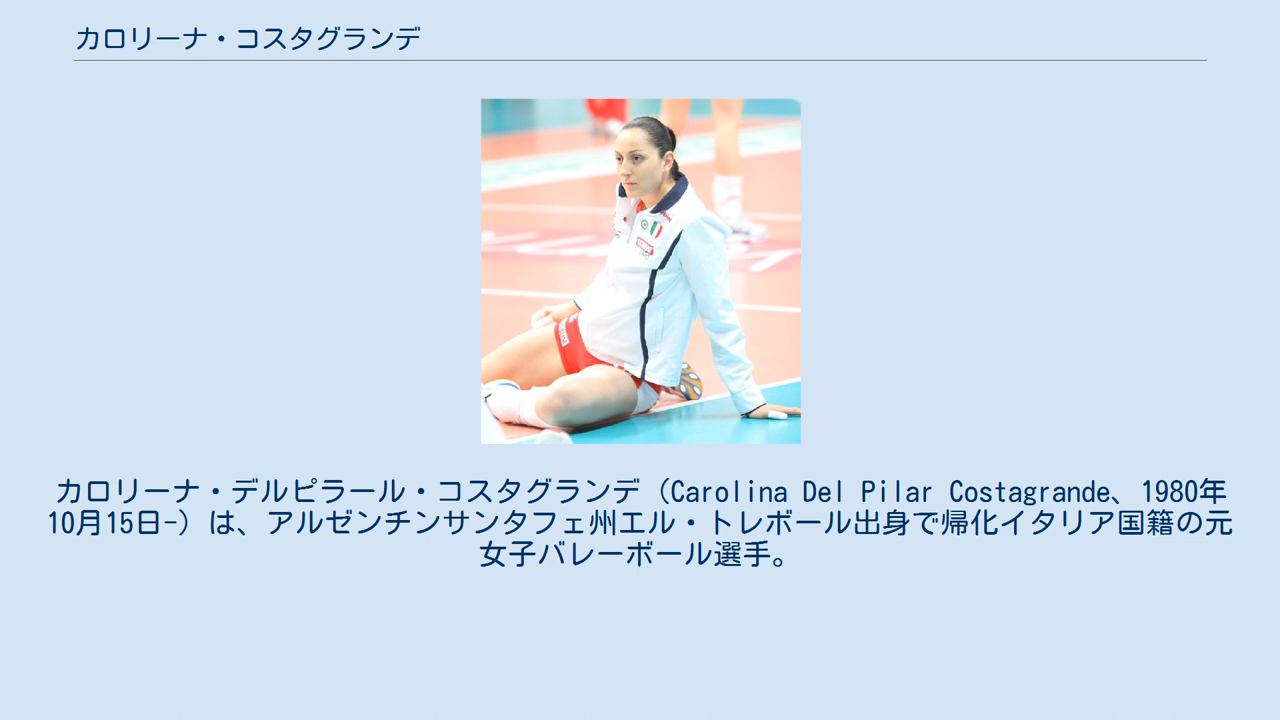 カロリーナ・コスタグランデ
カロリーナ・デルピラール・コスタグランデ（Carolina Del Pilar Costagrande、1980年
10月15日-）は、アルゼンチンサンタフェ州エル・トレボール出身で帰化イタリア国籍の元
女子バレーボール選手。